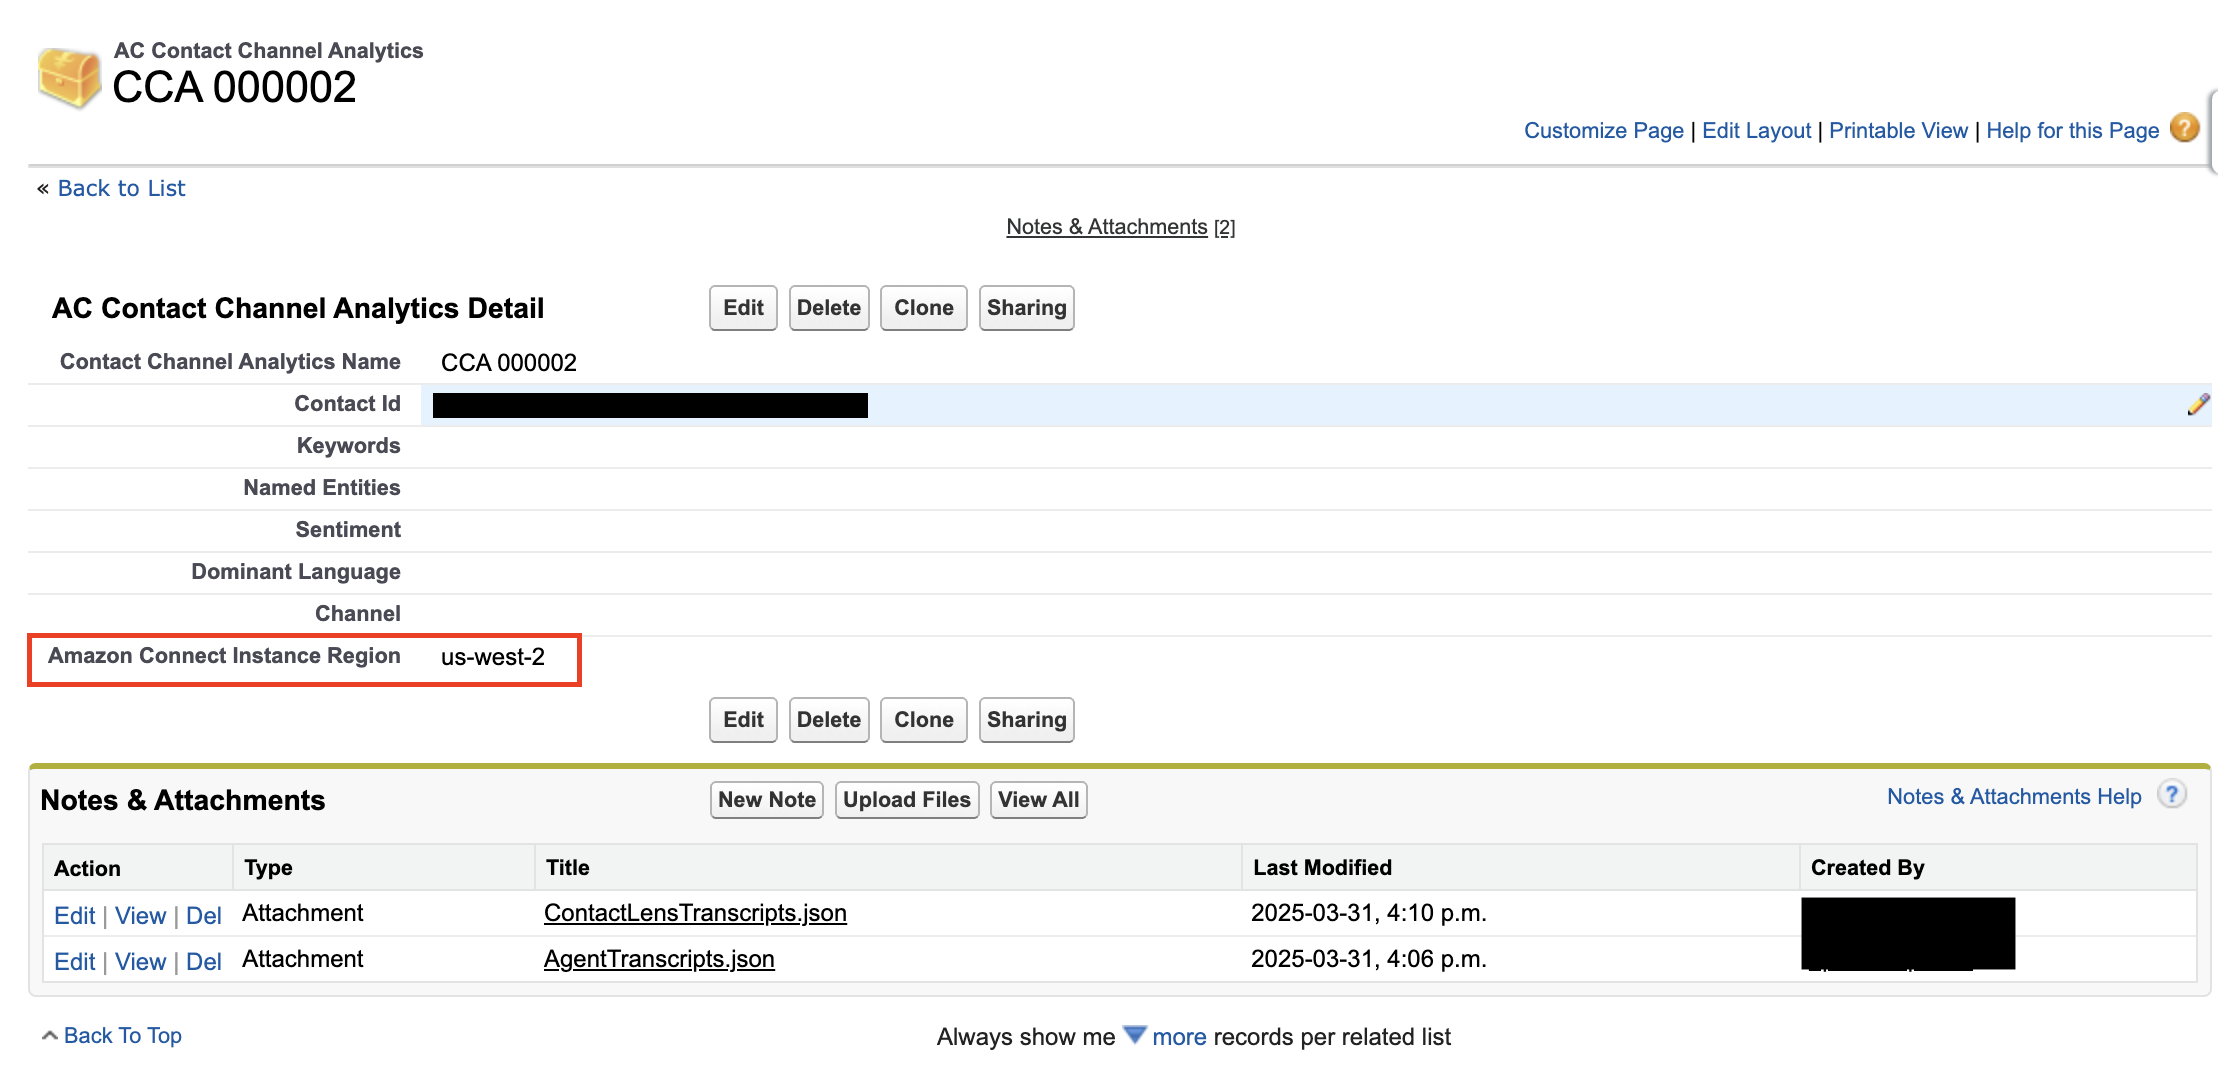 AC Contact Channel Analytics
CCA 000002
Customize Page | Edit Layout | Printable View | Help for this Page ?
« Back to List
Notes & Attachments [2]
AC Contact Channel Analytics Detail Edit Delete Clone Sharing
Contact Channel Analytics Name CCA 000002
Contact Id
Keywords
Named Entities
Sentiment
Dominant Language
Channel
Amazon Connect Instance Region us-west-2
Edit Delete Clone Sharing
Notes & Attachments New Note Upload Files View All Notes & Attachments Help ?
Action Type Title Last Modified Created By
Edit | View | Del Attachment ContactLensTranscripts.json 2025-03-31, 4:10 p.m.
Edit | View | Del Attachment AgentTranscripts.json 2025-03-31, 4:06 p.m.
Back To Top Always show me more records per related list